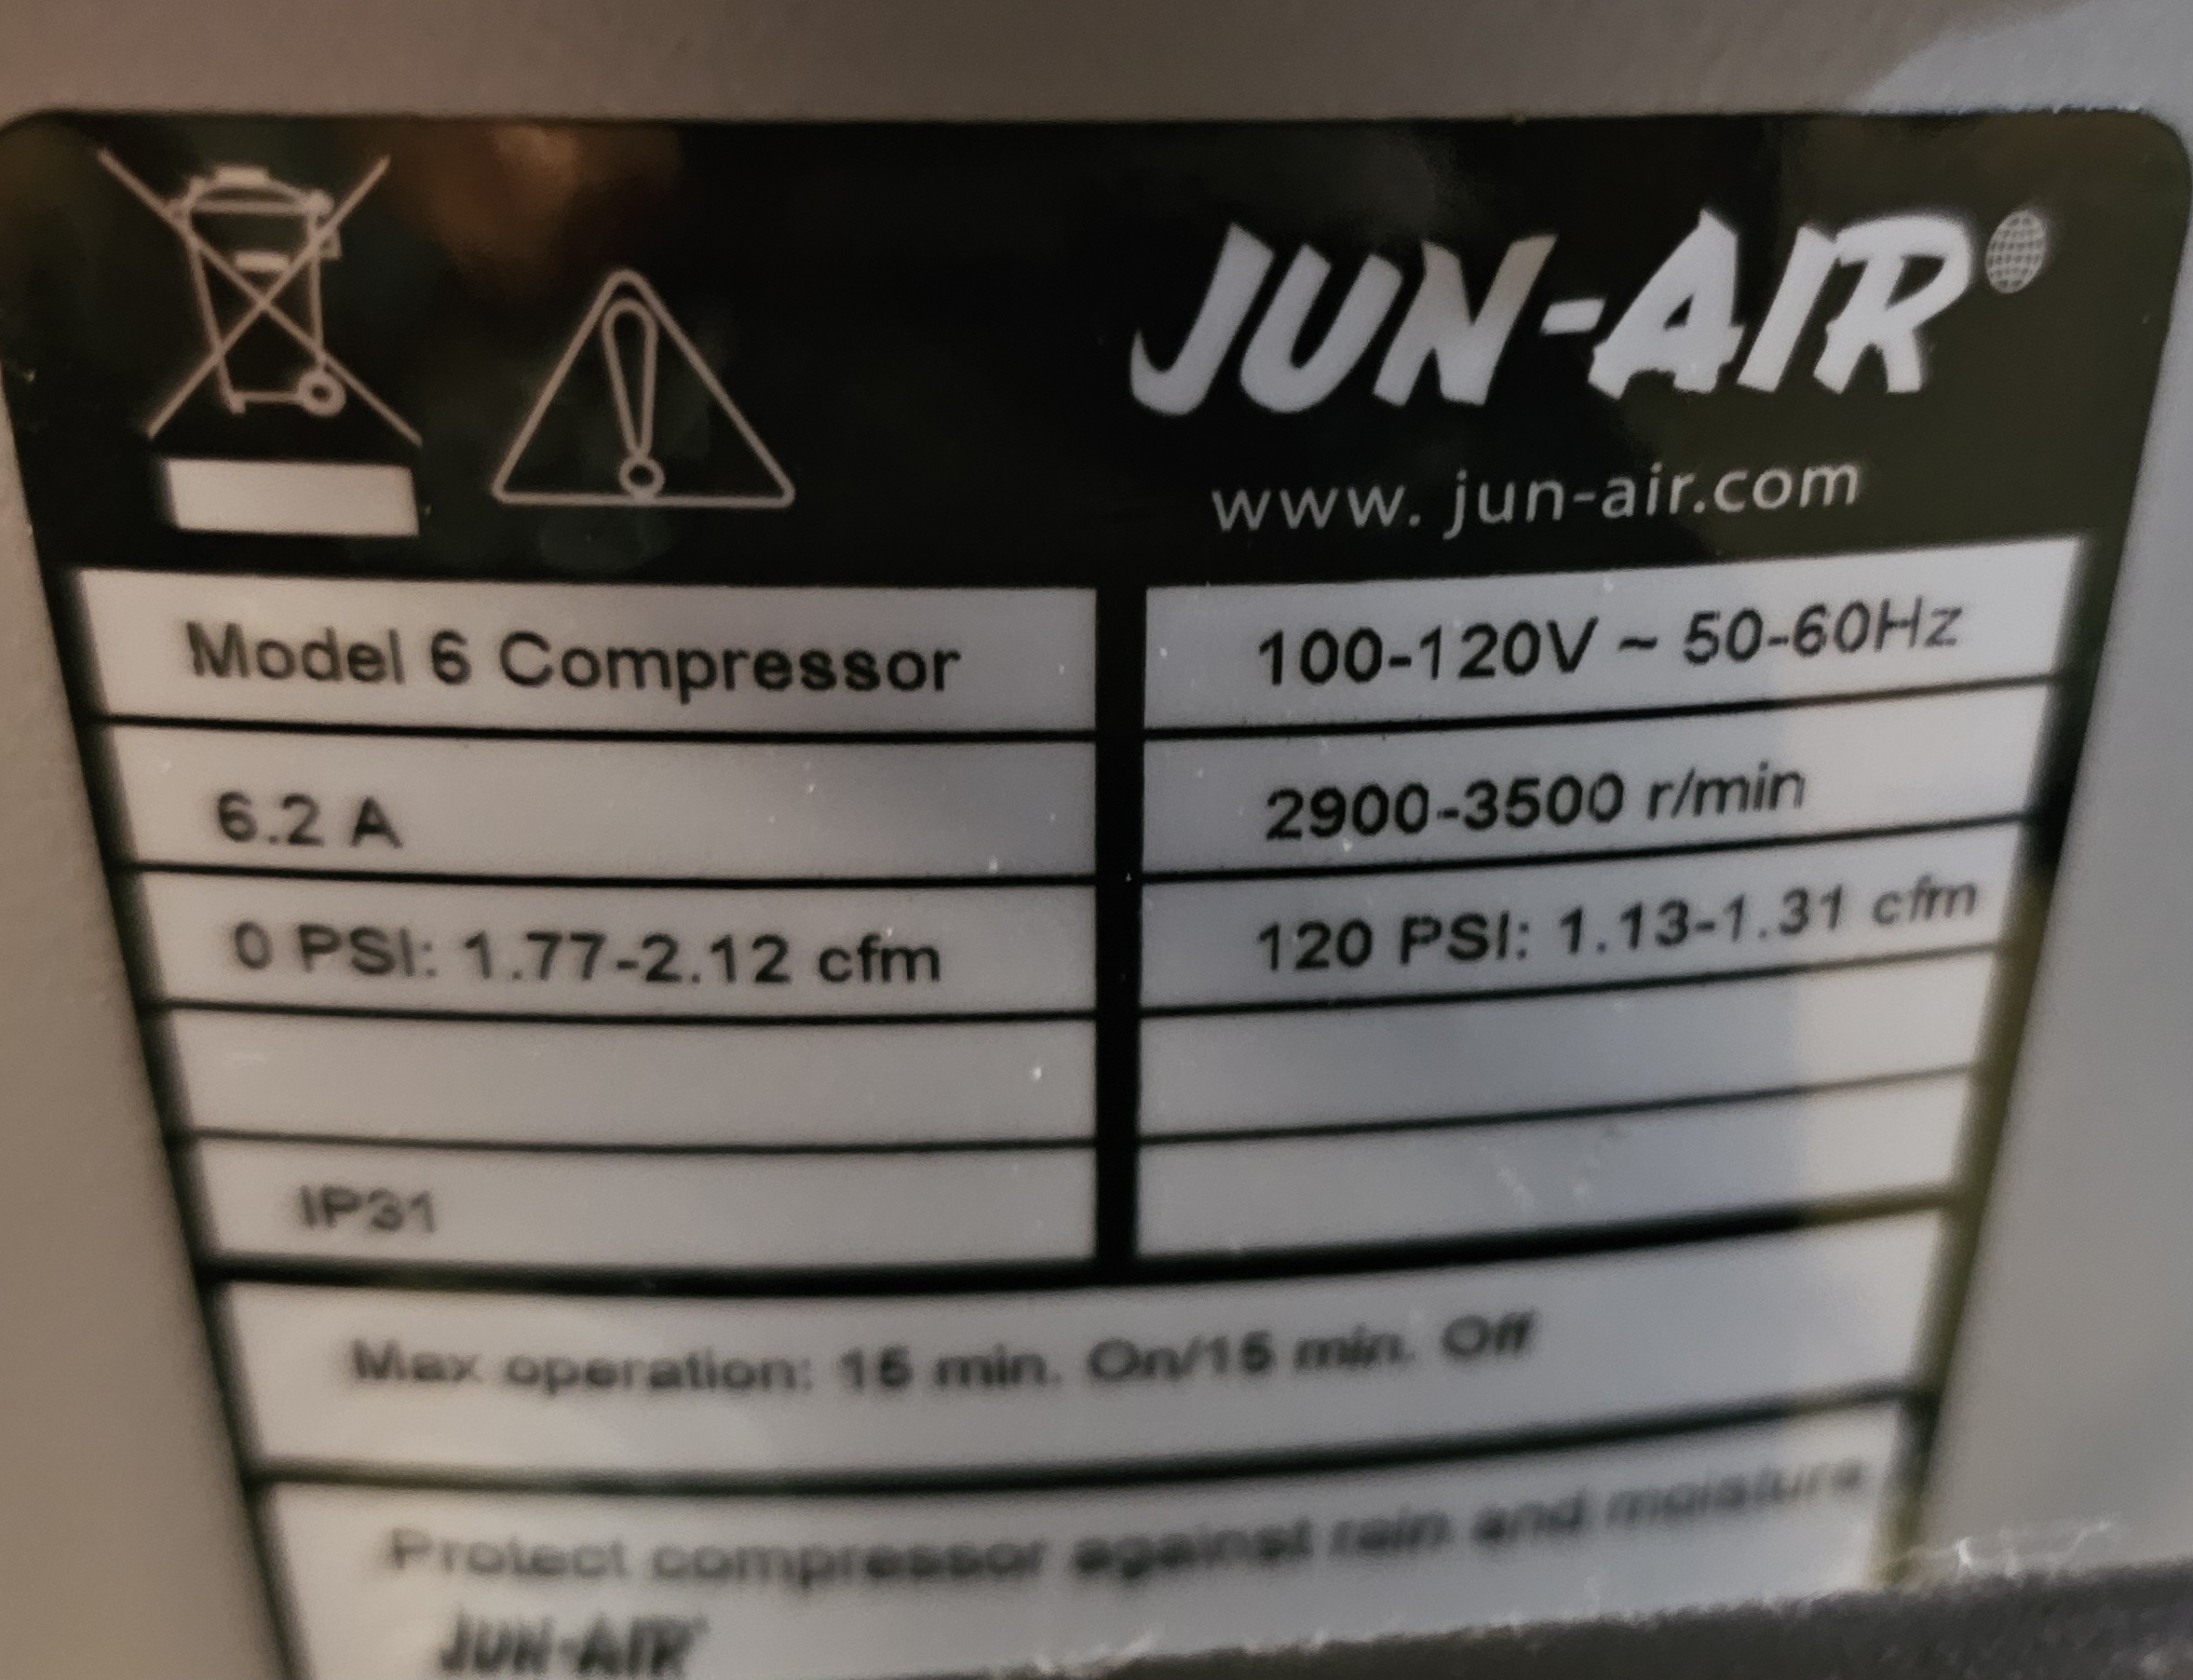 JUN-AIR
www. jun-air.com
Model 6 Compressor
100-120V ~ 50-60Hz
6.2 A
2900-3500 r/min
0 PSI: 1.77-2.12 cfm
120 PSI: 1.13-1.31 cfm
IP31
Max operation: 15 min. On/15 min. Off
Protect compressor against rain and moisture
JUN-AIR